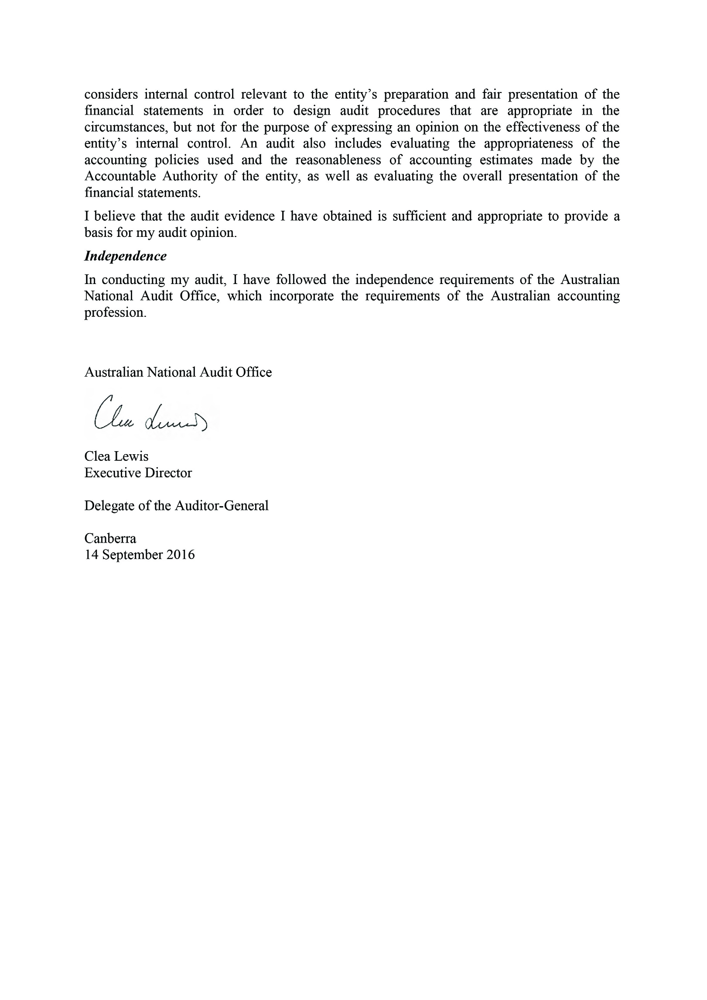 considers internal control relevant to the entity’s preparation and fair presentation of the
financial statements in order to design audit procedures that are appropriate in the
circumstances, but not for the purpose of expressing an opinion on the effectiveness of the
entity’s internal control. An audit also includes evaluating the appropriateness of the
accounting policies used and the reasonableness of accounting estimates made by the
Accountable Authority of the entity, as well as evaluating the overall presentation of the
financial statements.
I believe that the audit evidence I have obtained is sufficient and appropriate to provide a
basis for my audit opinion.
Independence
In conducting my audit, I have followed the independence requirements of the Australian
National Audit Office, which incorporate the requirements of the Australian accounting
profession.
Australian National Audit Office
Clea Lewis
Clea Lewis
Executive Director
Delegate of the Auditor-General
Canberra
14 September 2016